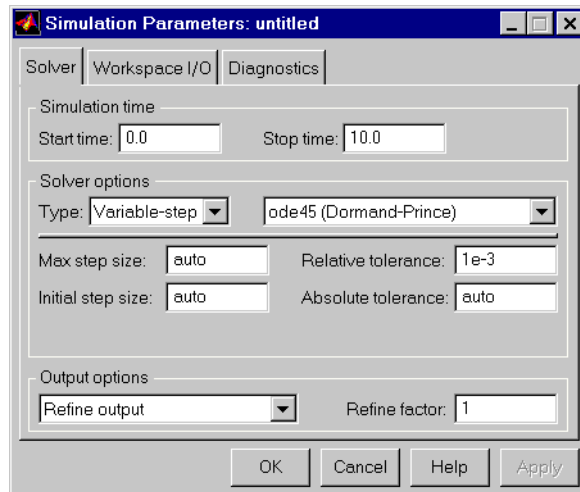 Simulation Parameters: untitled
Solver Workspace I/O Diagnostics
Simulation time
Start time: 0.0 Stop time: 10.0
Solver options
Type: Variable-step ode45 (Dormand-Prince)
Max step size: auto Relative tolerance: 1e-3
Initial step size: auto Absolute tolerance: auto
Output options
Refine output Refine factor: 1
OK Cancel Help Apply